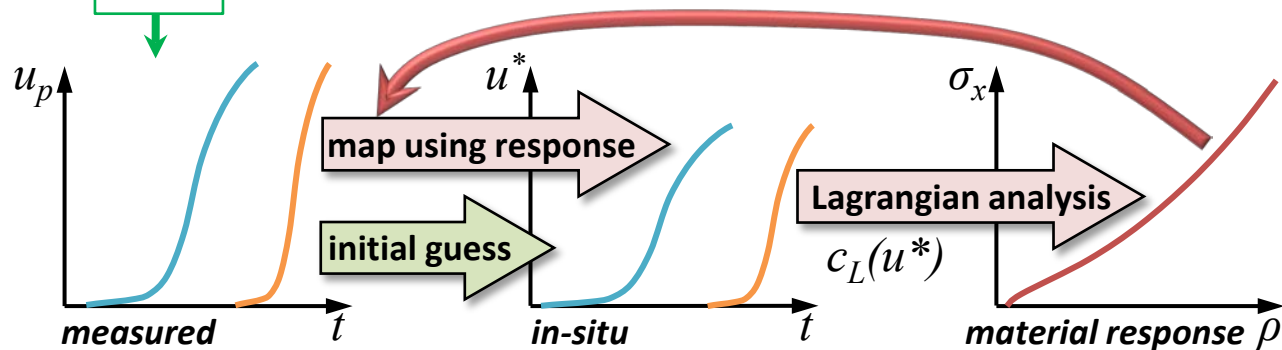 u_p
u*
σ_x
map using response
initial guess
Lagrangian analysis
c_L(u*)
t
t
ρ
measured
in-situ
material response